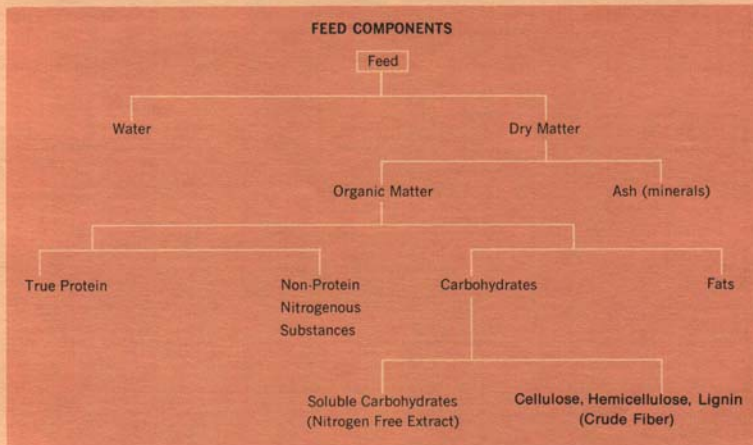 FEED COMPONENTS
Feed
Water
Dry Matter
Organic Matter
Ash (minerals)
True Protein
Non-Protein
Nitrogenous
Substances
Carbohydrates
Fats
Soluble Carbohydrates
(Nitrogen Free Extract)
Cellulose, Hemicellulose, Lignin
(Crude Fiber)